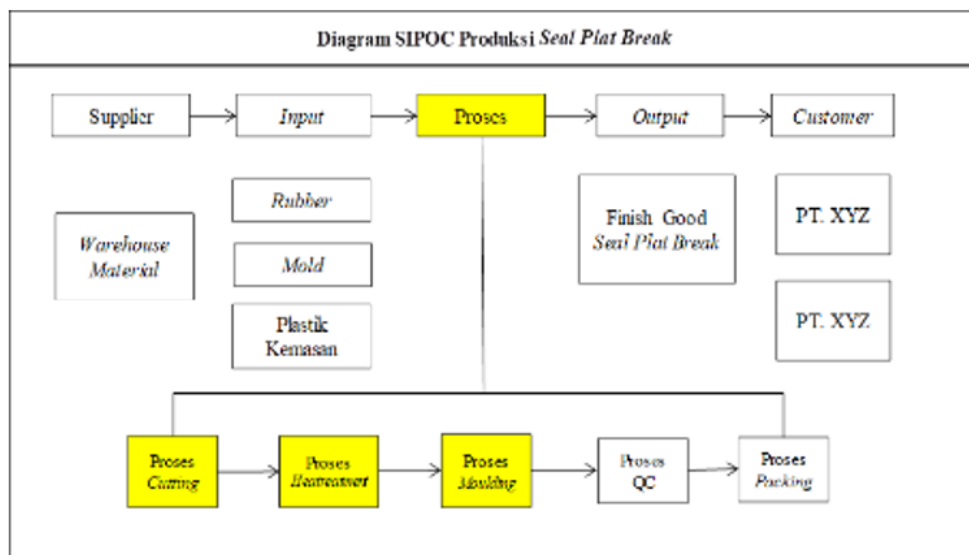 Diagram SIPOC Produksi Seal Plat Break
Supplier
Input
Proses
Output
Customer
Warehouse
Material
Rubber
Mold
Plastik
Kemasan
Finish Good
Seal Plat Break
PT. XYZ
PT. XYZ
Proses
Cutting
Proses
Heatreatment
Proses
Moulding
Proses
QC
Proses
Packing